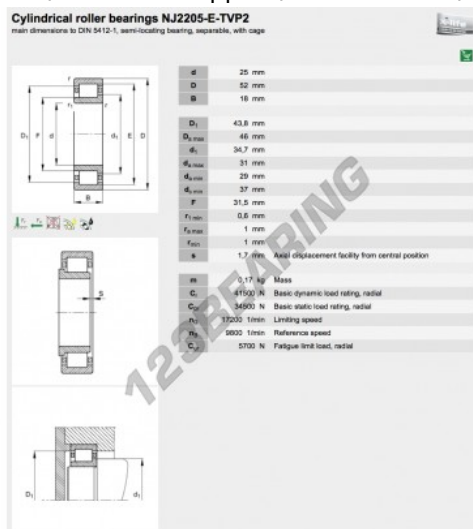 Cylindrical roller bearings NJ2205-E-TVP2
main dimensions to DIN 5412-1, semi-locating bearing, separable, with cage
d 25 mm
D 52 mm
B 18 mm
D1 43,8 mm
Da max 46 mm
d1 34,7 mm
da max 31 mm
da min 29 mm
db min 37 mm
F 31,5 mm
r1 min 0,6 mm
ra max 1 mm
rmin 1 mm
s 1,7 mm Axial displacement facility from central position
m 0,17 kg Mass
Cr 41500 N Basic dynamic load rating, radial
C0r 34500 N Basic static load rating, radial
nG 17200 1/min Limiting speed
nB 9800 1/min Reference speed
Cur 5700 N Fatigue limit load, radial
r
r1 r
D1 F d d1 E D
B
S
D1 d1
123BEARING